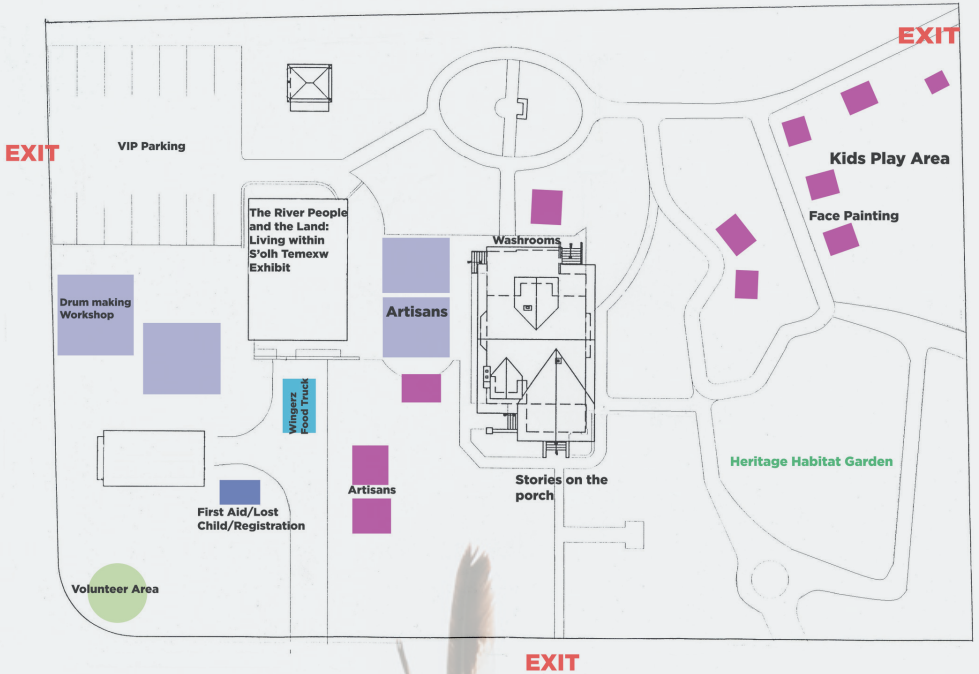 EXIT
EXIT
VIP Parking
Kids Play Area
The River People
and the Land:
Living within
S'olh Temexw
Exhibit
Face Painting
Washrooms
Drum making
Workshop
Artisans
Wingerz
Food Truck
Heritage Habitat Garden
Stories on the
porch
Artisans
First Aid/Lost
Child/Registration
Volunteer Area
EXIT